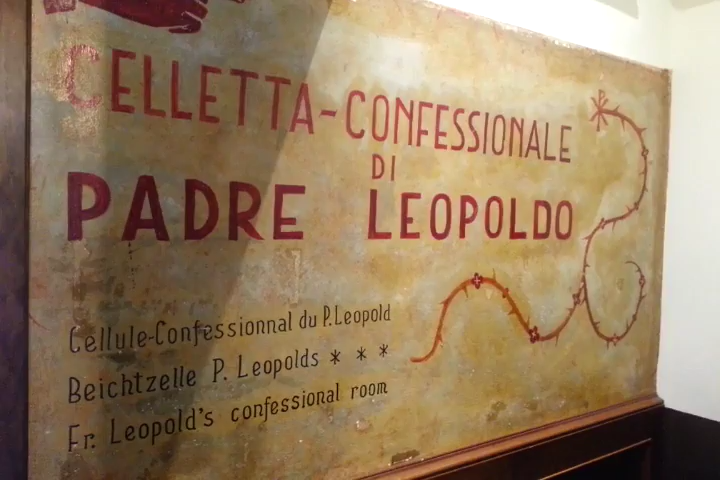 CELLETTA-CONFESSIONALE
DI
PADRE LEOPOLDO
Cellule-Confessionnal du P. Leopold
Beichtzelle P. Leopolds * * *
Fr. Leopold's confessional room